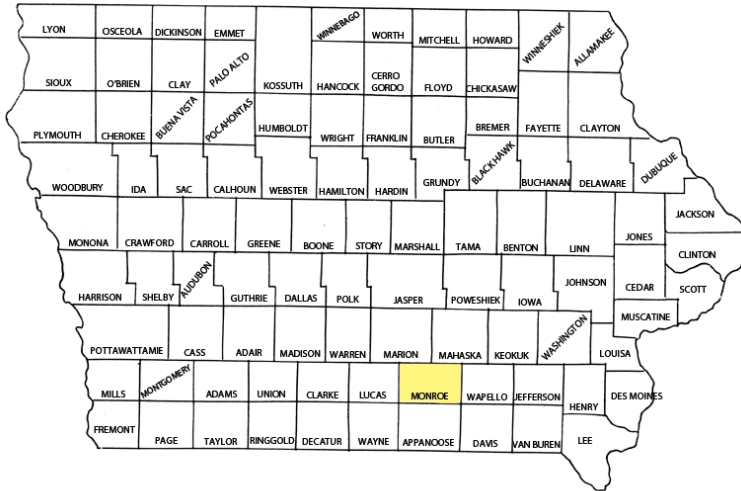 LYON OSCEOLA DICKINSON EMMET WINNEBAGO WORTH MITCHELL HOWARD WINNESHIEK ALLAMAKEE
SIOUX O'BRIEN CLAY PALO ALTO KOSSUTH HANCOCK CERRO GORDO FLOYD CHICKASAW
PLYMOUTH CHEROKEE BUENA VISTA POCAHONTAS HUMBOLDT WRIGHT FRANKLIN BUTLER BREMER FAYETTE CLAYTON
WOODBURY IDA SAC CALHOUN WEBSTER HAMILTON HARDIN GRUNDY BLACK HAWK BUCHANAN DELAWARE DUBUQUE
MONONA CRAWFORD CARROLL GREENE BOONE STORY MARSHALL TAMA BENTON LINN JONES JACKSON
CLINTON
HARRISON SHELBY AUDUBON GUTHRIE DALLAS POLK JASPER POWESHIEK IOWA JOHNSON CEDAR SCOTT
MUSCATINE
POTTAWATTAMIE CASS ADAIR MADISON WARREN MARION MAHASKA KEOKUK WASHINGTON LOUISA
MILLS MONTGOMERY ADAMS UNION CLARKE LUCAS MONROE WAPELLO JEFFERSON HENRY DES MOINES
FREMONT PAGE TAYLOR RINGGOLD DECATUR WAYNE APPANOOSE DAVIS VAN BUREN LEE